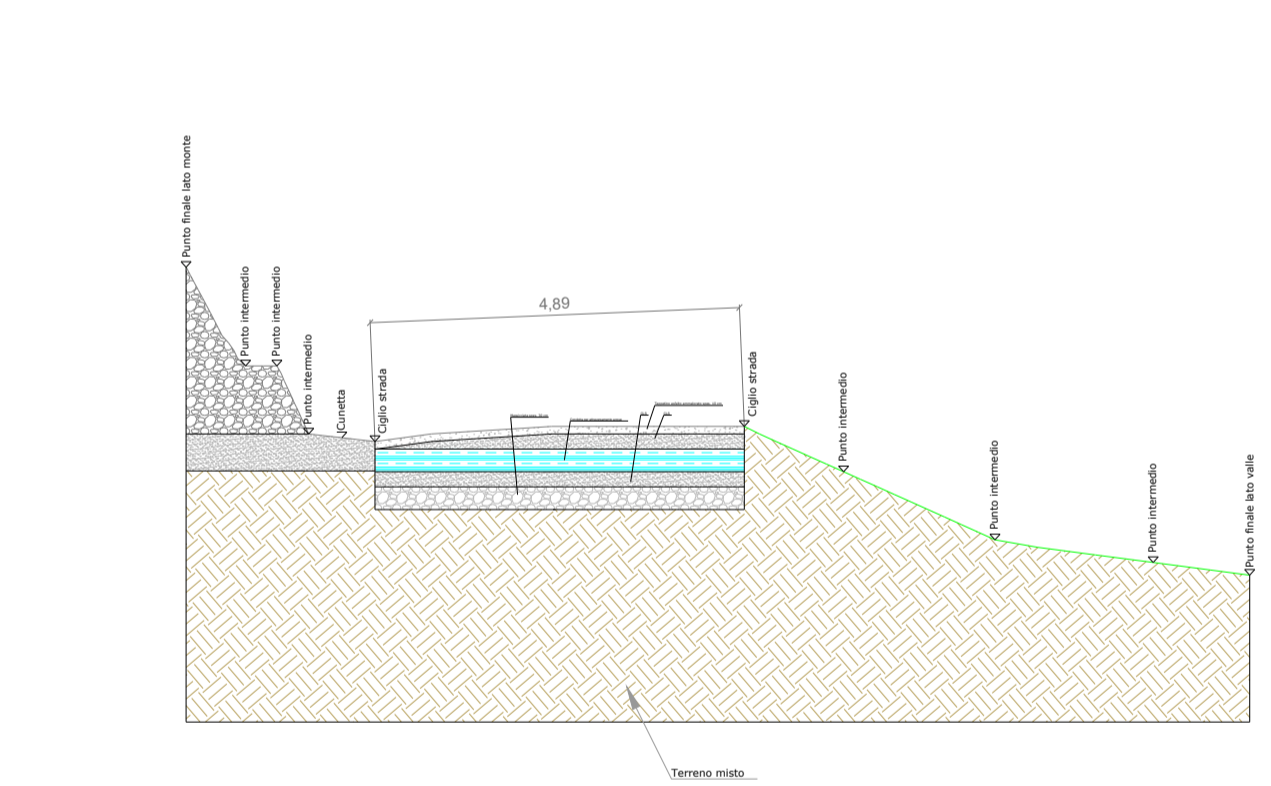 Punto finale lato monte
Punto intermedio
Punto intermedio
Punto intermedio
Cunetta
Ciglio strada
4,89
Ciglio strada
Punto intermedio
Punto intermedio
Punto intermedio
Punto finale lato valle
Terreno misto